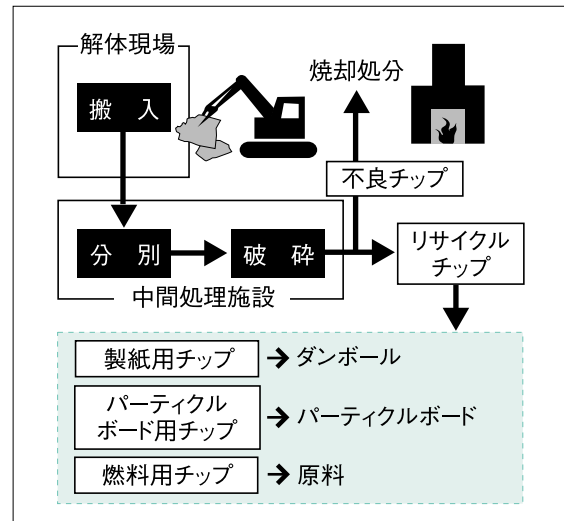 解体現場
搬 入
焼却処分
不良チップ
分 別
破 砕
中間処理施設
リサイクル
チップ
製紙用チップ
ダンボール
パーティクル
ボード用チップ
パーティクルボード
燃料用チップ
原料